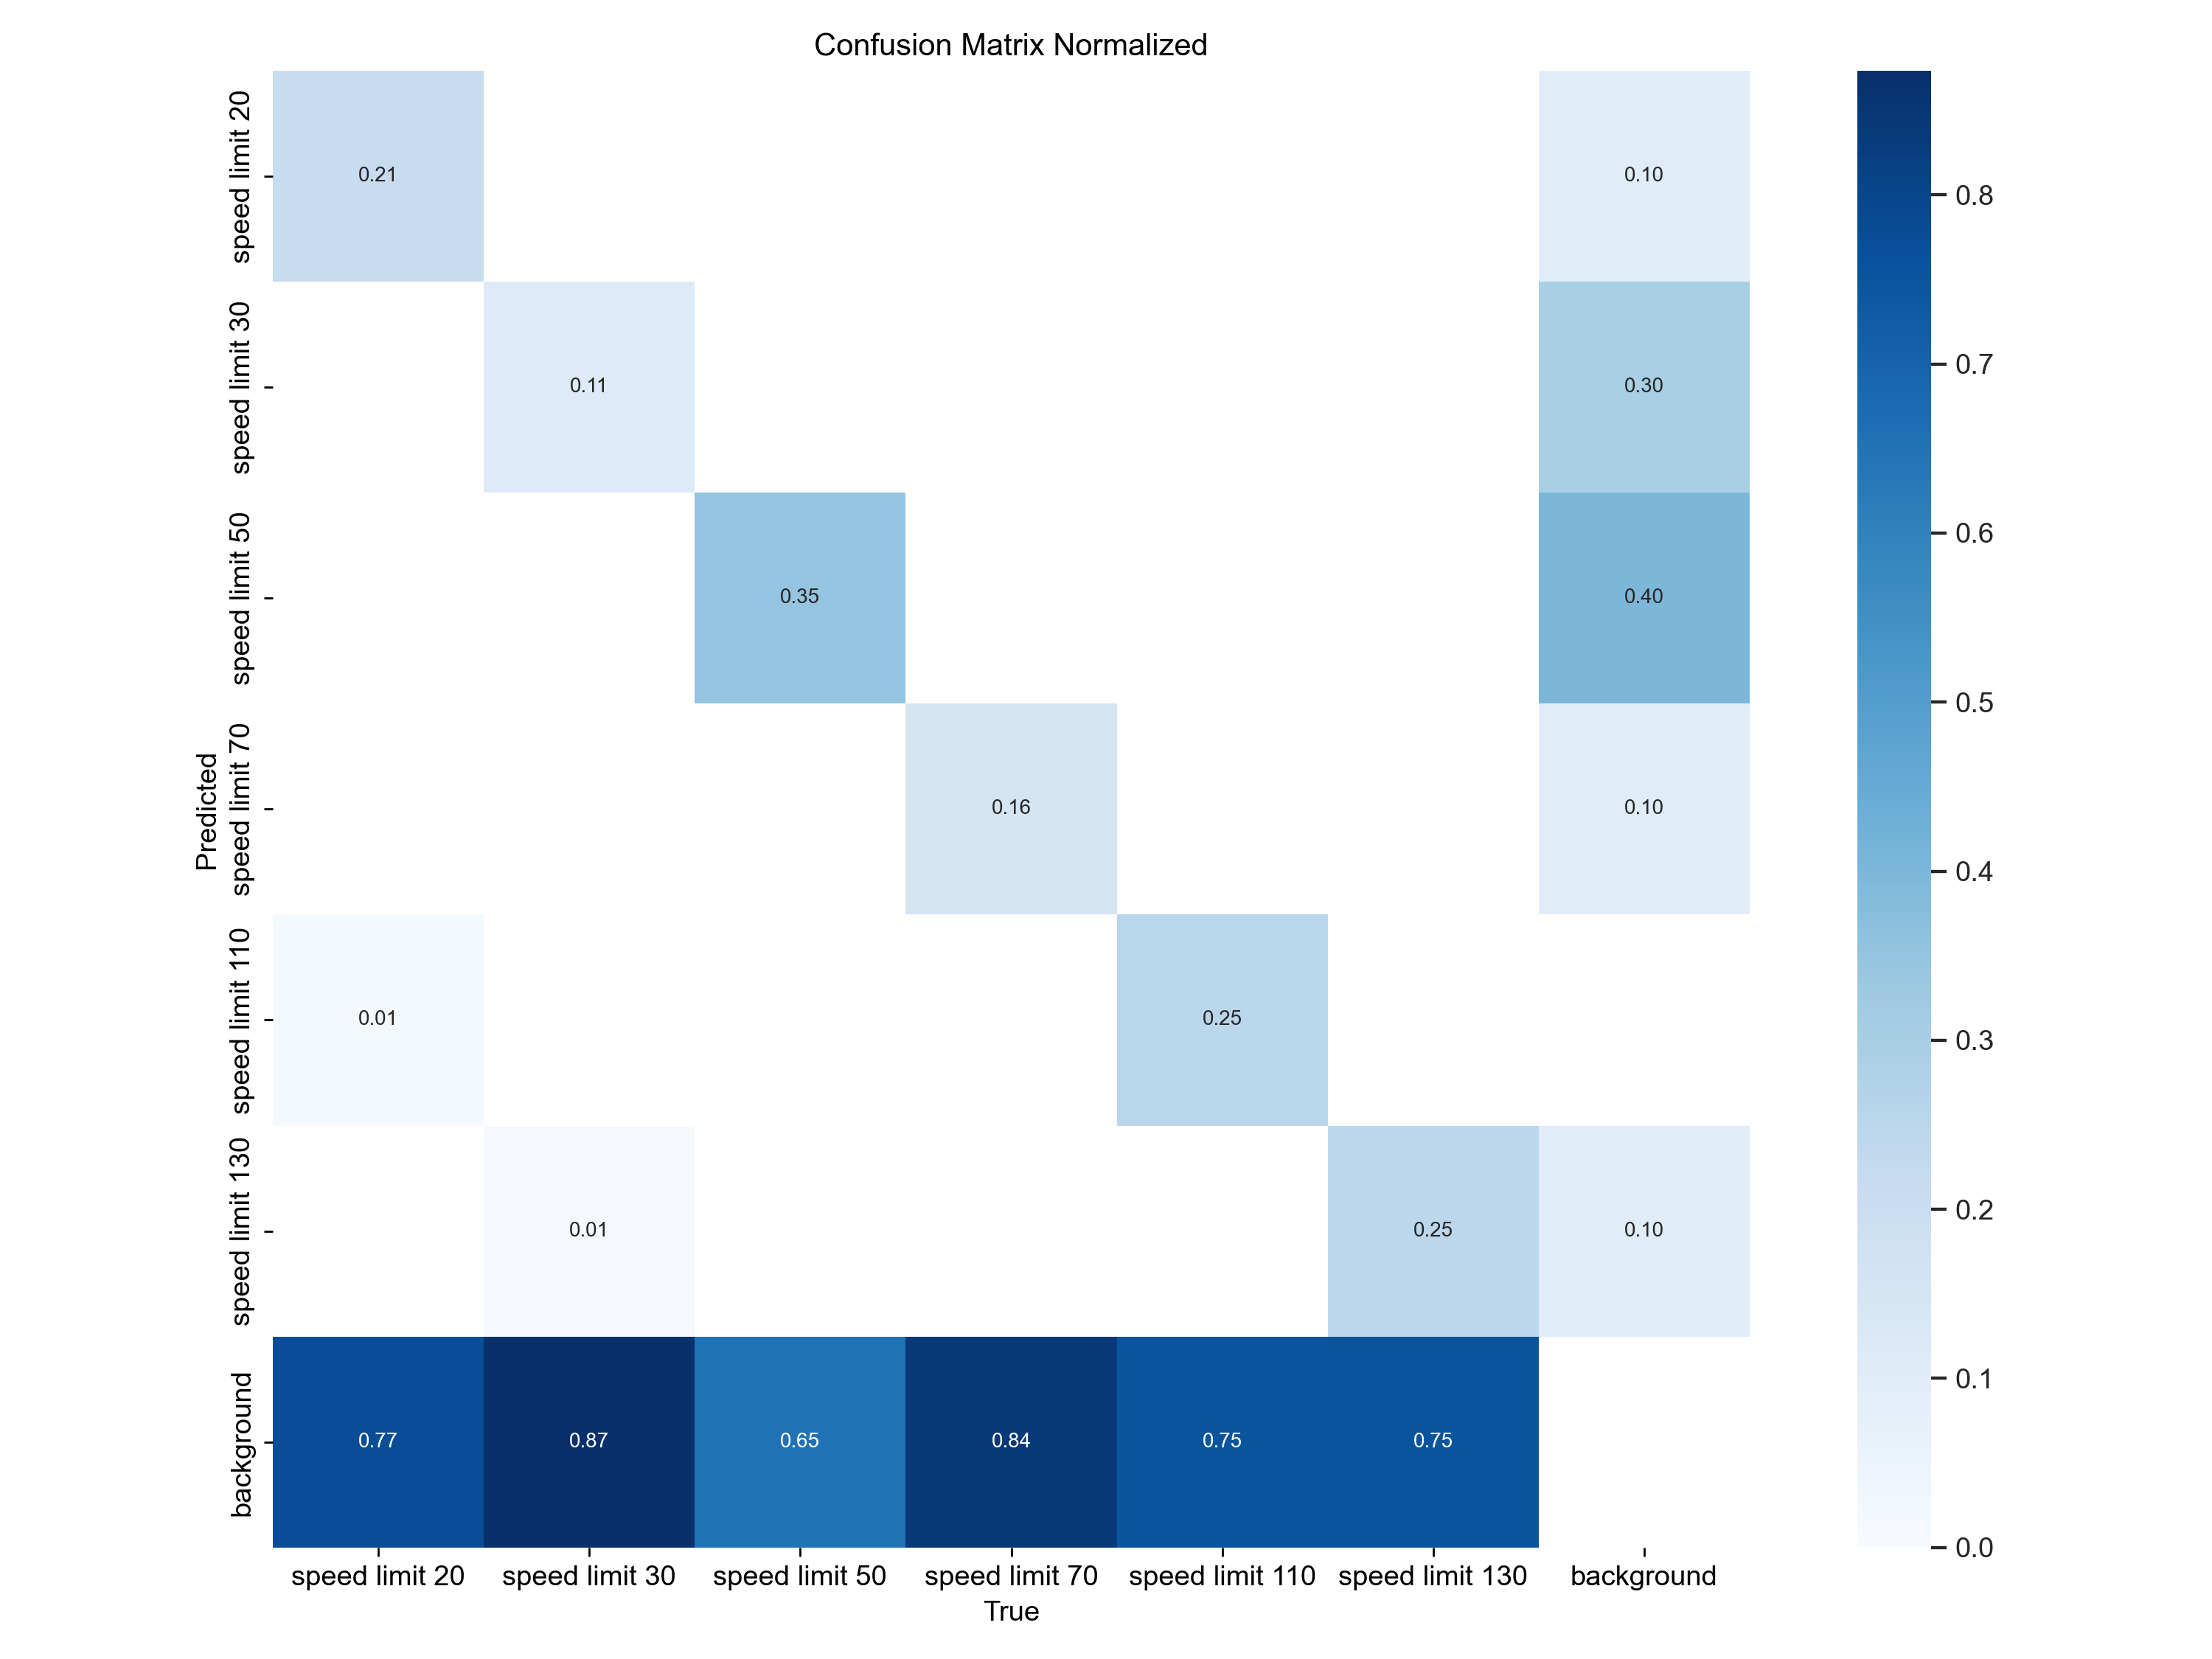 Confusion Matrix Normalized
Predicted
speed limit 20
0.21
0.10
speed limit 30
0.11
0.30
speed limit 50
0.35
0.40
speed limit 70
0.16
0.10
speed limit 110
0.01
0.25
speed limit 130
0.01
0.25
0.10
background
0.77
0.87
0.65
0.84
0.75
0.75
speed limit 20
speed limit 30
speed limit 50
speed limit 70
speed limit 110
speed limit 130
background
True
0.8
0.7
0.6
0.5
0.4
0.3
0.2
0.1
0.0